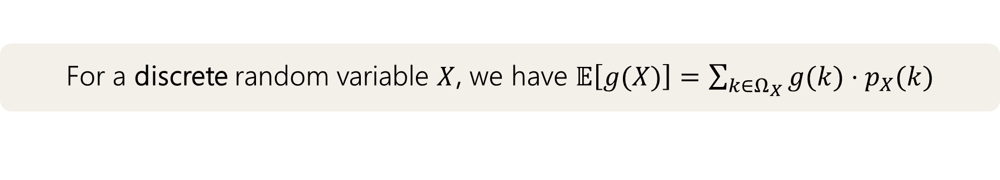 For a discrete random variable 𝑋, we have 𝔼[𝑔(𝑋)] = ∑_{𝑘∈Ω_𝑋} 𝑔(𝑘) · 𝑝_𝑋(𝑘)